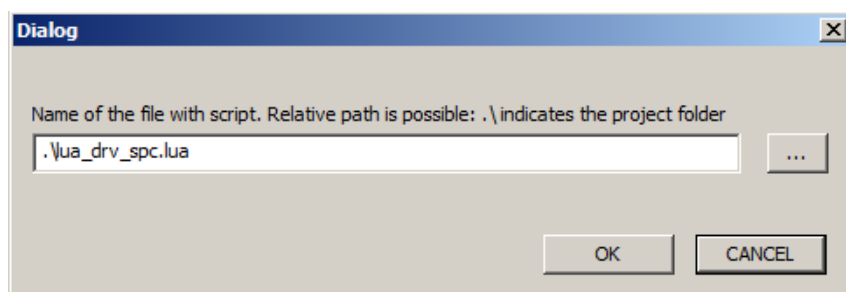 Dialog
Name of the file with script. Relative path is possible: .\ indicates the project folder
.\lua_drv_spc.lua
...
OK CANCEL